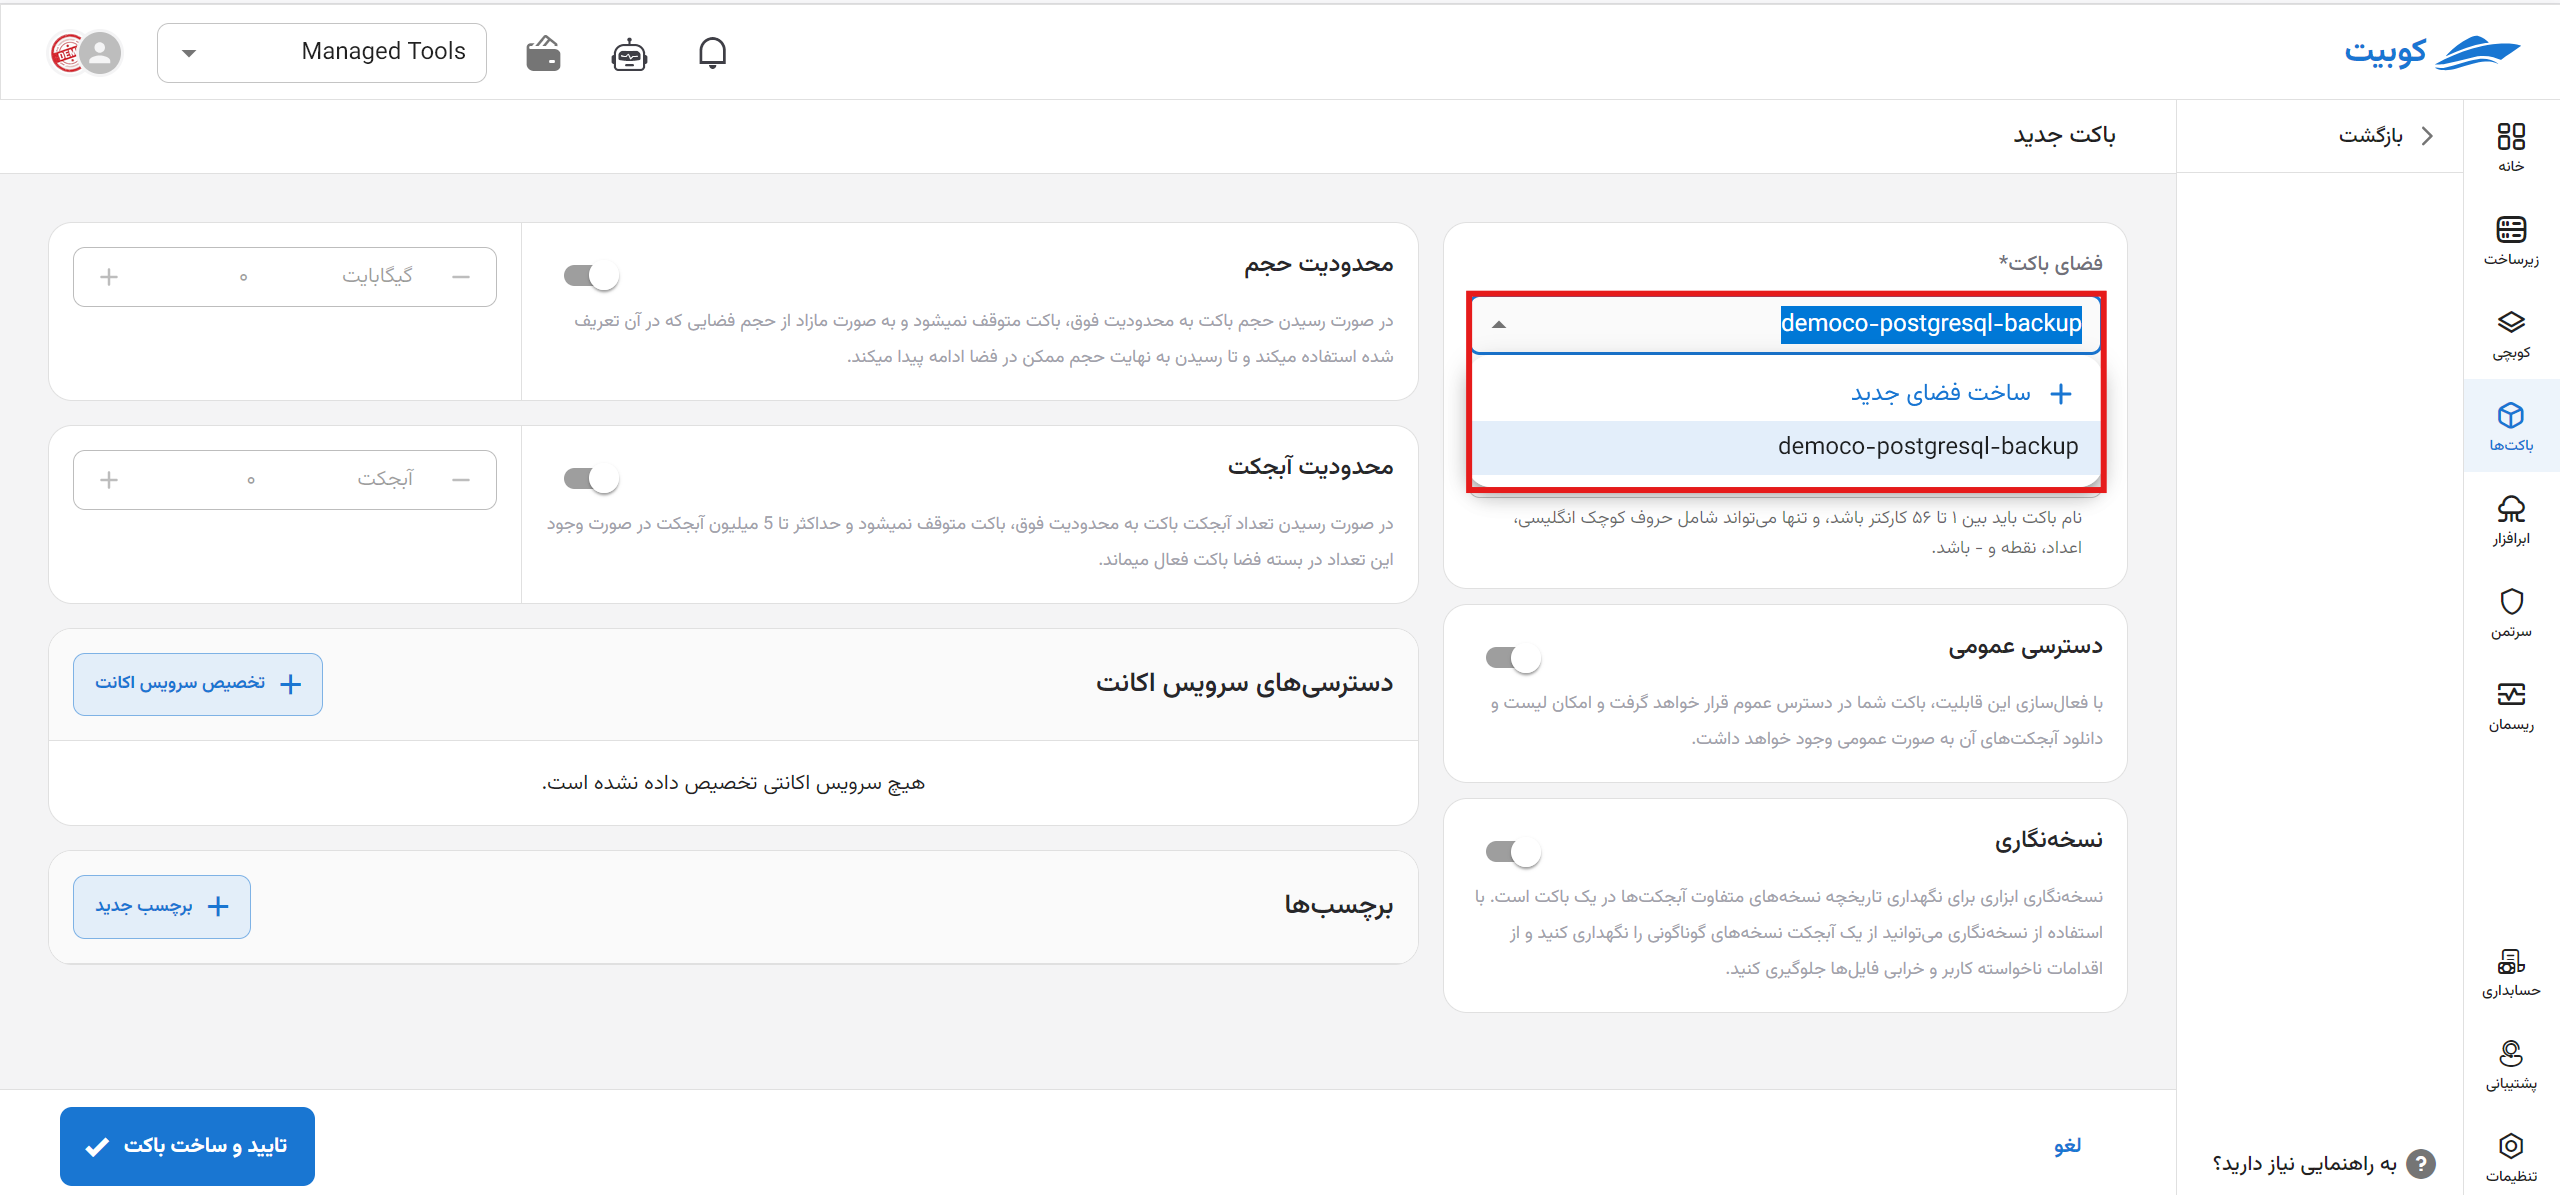 کوبیت
Managed Tools
خانه
زیرساخت
کوبچی
باکت‌ها
ابرافزار
سرتمن
ریسمان
حسابداری
پشتیبانی
تنظیمات
بازگشت
به راهنمایی نیاز دارید؟
باکت جدید
فضای باکت*
democo-postgresql-backup
ساخت فضای جدید
democo-postgresql-backup
نام باکت باید بین ۱ تا ۵۶ کارکتر باشد، و تنها می‌تواند شامل حروف کوچک انگلیسی،
اعداد، نقطه و - باشد.
دسترسی عمومی
با فعال‌سازی این قابلیت، باکت شما در دسترس عموم قرار خواهد گرفت و امکان لیست و
دانلود آبجکت‌های آن به صورت عمومی وجود خواهد داشت.
نسخه‌نگاری
نسخه‌نگاری ابزاری برای نگهداری تاریخچه نسخه‌های متفاوت آبجکت‌ها در یک باکت است. با
استفاده از نسخه‌نگاری می‌توانید از یک آبجکت نسخه‌های گوناگونی را نگهداری کنید و از
اقدامات ناخواسته کاربر و خرابی فایل‌ها جلوگیری کنید.
محدودیت حجم
در صورت رسیدن حجم باکت به محدودیت فوق، باکت متوقف نمیشود و به صورت مازاد از حجم فضایی که در آن تعریف
شده استفاده میکند و تا رسیدن به نهایت حجم ممکن در فضا ادامه پیدا میکند.
گیگابایت ۰
محدودیت آبجکت
در صورت رسیدن تعداد آبجکت باکت به محدودیت فوق، باکت متوقف نمیشود و حداکثر تا 5 میلیون آبجکت در صورت وجود
این تعداد در بسته فضا باکت فعال میماند.
آبجکت ۰
دسترسی‌های سرویس اکانت
تخصیص سرویس اکانت
هیچ سرویس اکانتی تخصیص داده نشده است.
برچسب‌ها
برچسب جدید
لغو
تایید و ساخت باکت